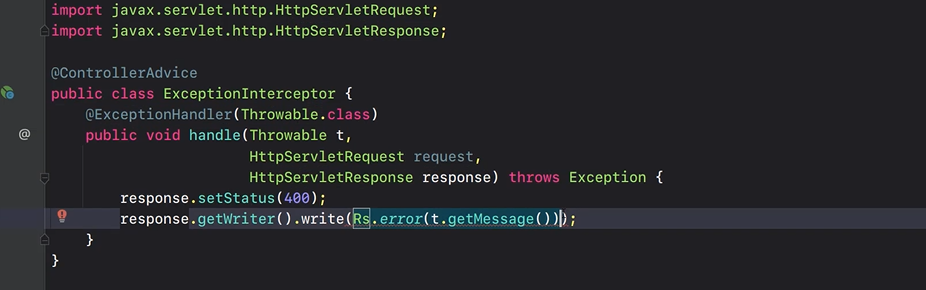 import javax.servlet.http.HttpServletRequest;
import javax.servlet.http.HttpServletResponse;
@ControllerAdvice
public class ExceptionInterceptor {
@ExceptionHandler(Throwable.class)
@
public void handle(Throwable t,
HttpServletRequest request,
HttpServletResponse response) throws Exception {
response.setStatus(400);
response.getWriter().write(Rs.error(t.getMessage()));
}
}